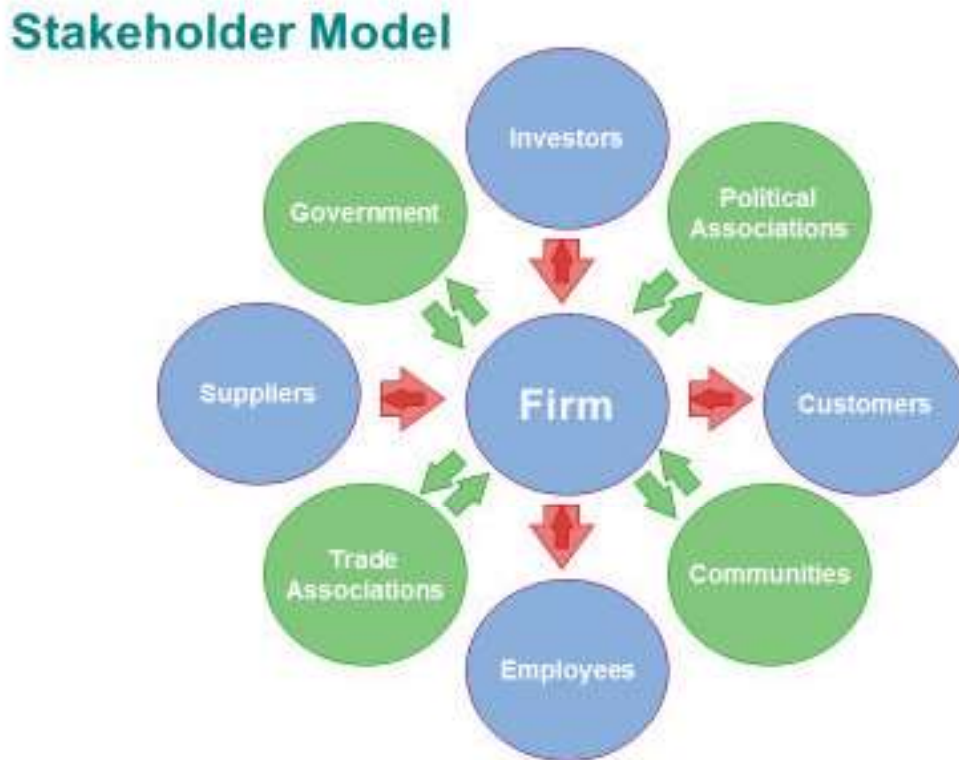 Stakeholder Model
Investors
Government
Political
Associations
Suppliers
Firm
Customers
Trade
Associations
Communities
Employees